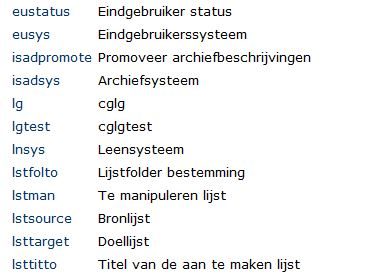 eustatus Eindgebruiker status
eusys Eindgebruikerssysteem
isadpromote Promoveer archiefbeschrijvingen
isadsys Archiefsysteem
lg cglg
lgtest cglgtest
lnsys Leensysteem
lstfolto Lijstfolder bestemming
lstman Te manipuleren lijst
lstsource Bronlijst
lsttarget Doellijst
lsttitto Titel van de aan te maken lijst